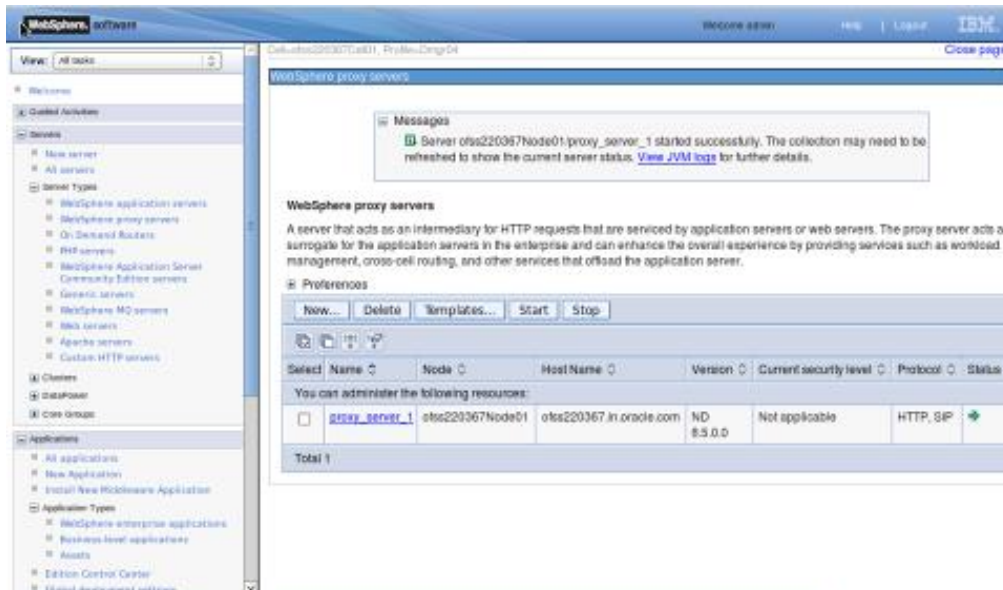 WebSphere. software
Welcome admin
Help | Logout
IBM.
View: All tasks
Close page
Welcome
Guided Activities
Servers
New server
All servers
Server Types
WebSphere application servers
WebSphere proxy servers
On Demand Routers
PHP servers
WebSphere Application Server
Community Edition servers
Generic servers
WebSphere MQ servers
Web servers
Apache servers
Custom HTTP servers
Clusters
DataPower
Core Groups
Applications
All applications
New Application
Install New Middleware Application
Application Types
WebSphere enterprise applications
Business-level applications
Assets
Edition Control Center
Global deployment settings
WebSphere proxy servers
Messages
Server ofss220367Node01/proxy_server_1 started successfully. The collection may need to be
refreshed to show the current server status. View JVM logs for further details.
WebSphere proxy servers
A server that acts as an intermediary for HTTP requests that are serviced by application servers or web servers. The proxy server acts a
surrogate for the application servers in the enterprise and can enhance the overall experience by providing services such as workload
management, cross-cell routing, and other services that offload the application server.
Preferences
New... Delete Templates... Start Stop
Select Name Node Host Name Version Current security level Protocol Status
You can administer the following resources:
proxy_server_1 ofss220367Node01 ofss220367.in.oracle.com ND 8.5.0.0 Not applicable HTTP, SIP
Total 1